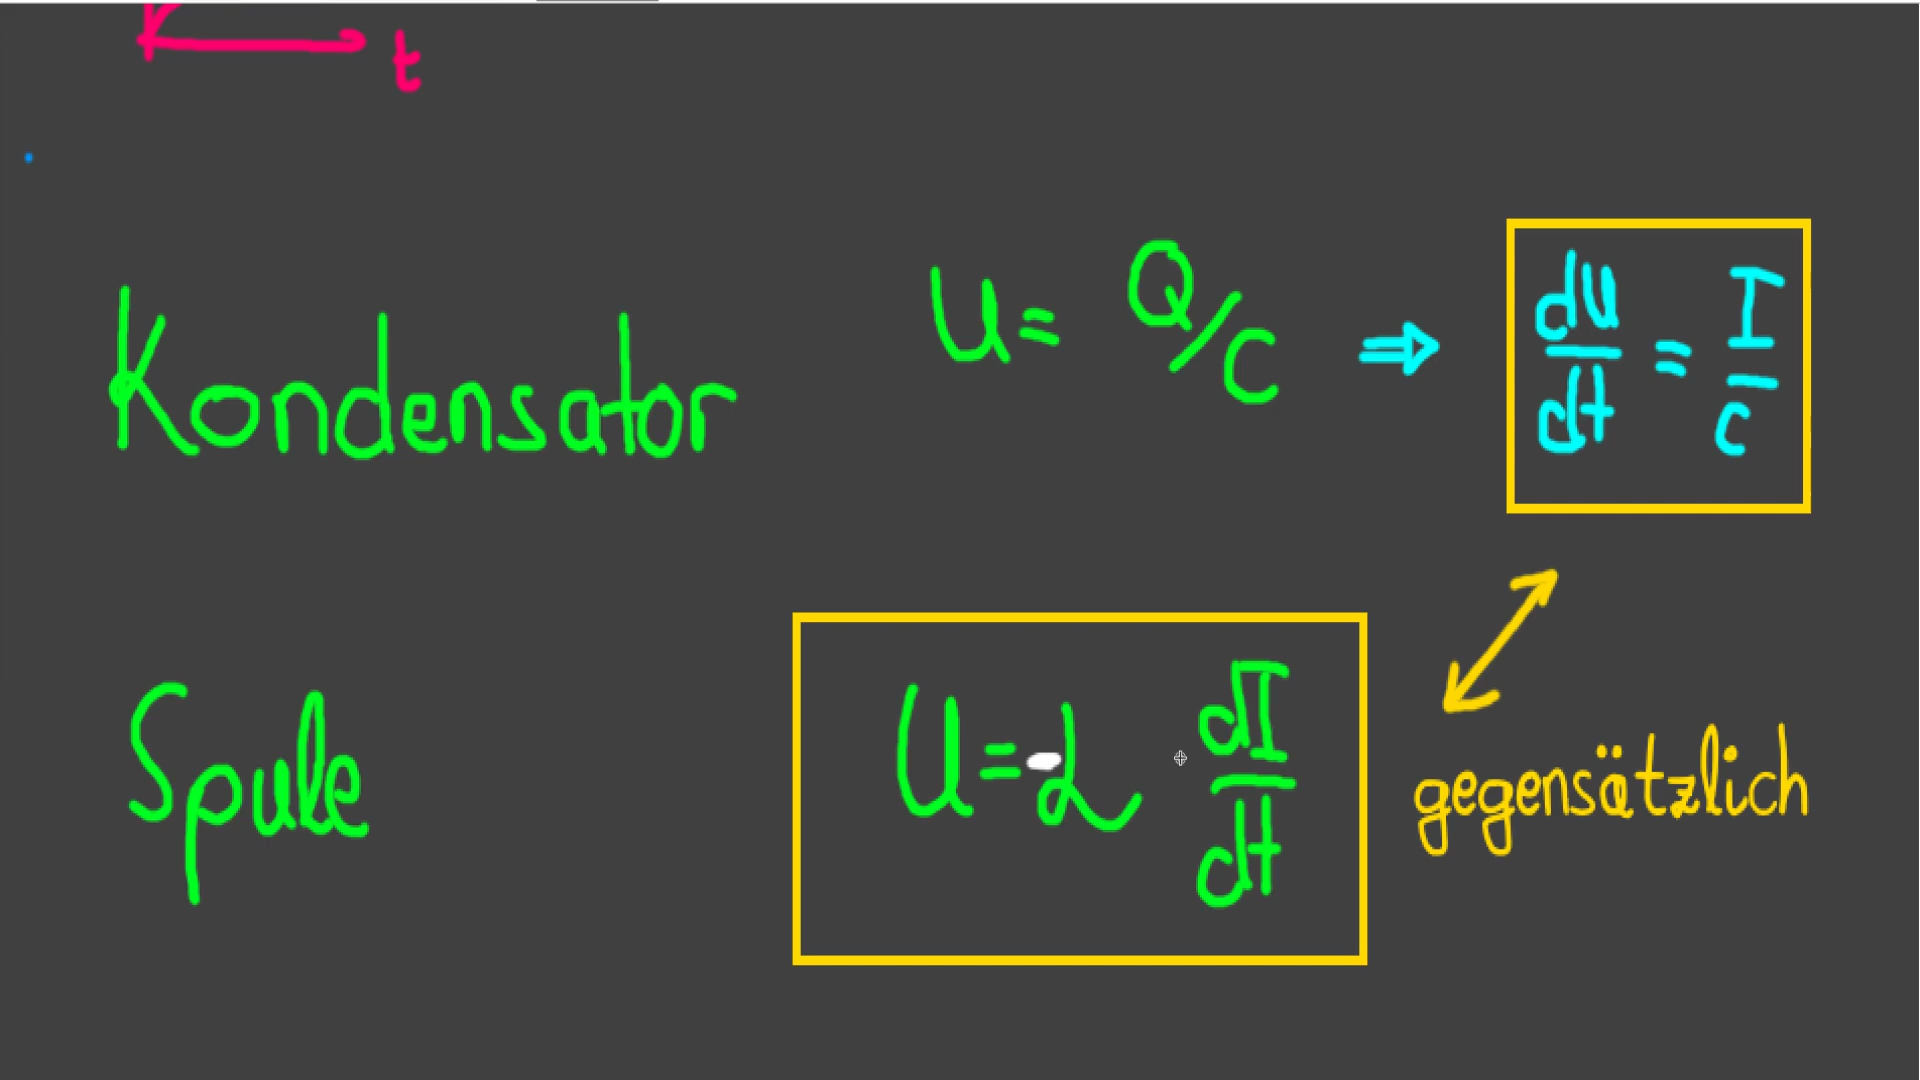 t
Kondensator U = Q/C ⇒ dU/dt = I/C
Spule U = -L dI/dt
gegensätzlich